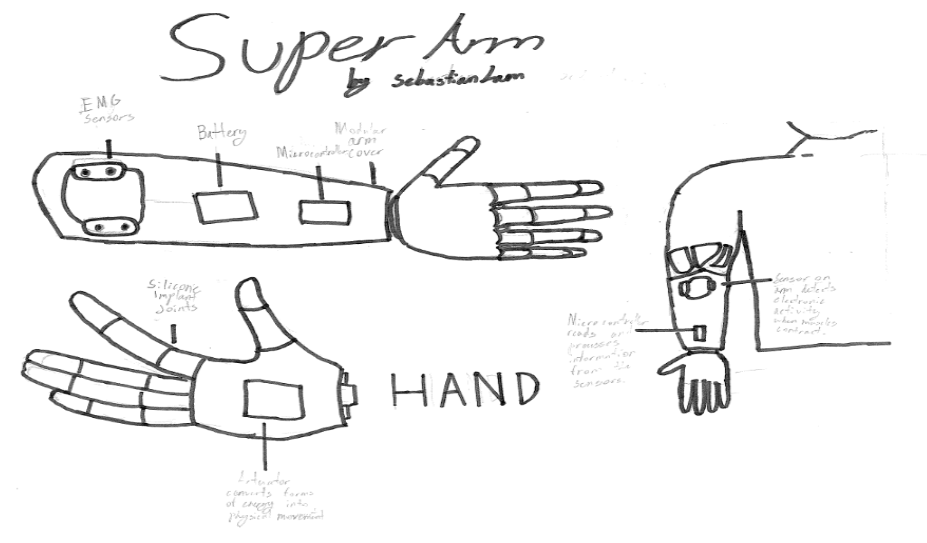 Super Arm
by Sebastian Lam
EMG
Sensors
Battery
Microcontroller
Modular
arm
cover
Silicone
Implant
Joints
HAND
Actuator
converts forms
of energy into
physical movement
Microcontroller
reads and
processes
information
from the
sensors.
Sensor on
arm detects
electronic
activity
when muscles
contract.